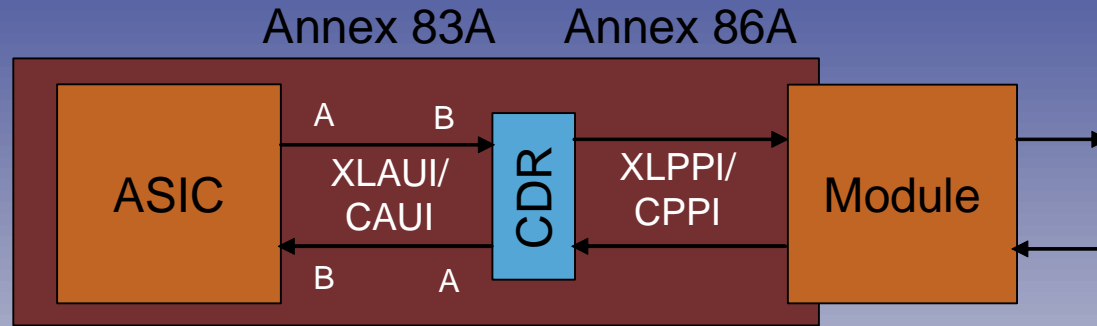 Annex 83A Annex 86A
A B
ASIC
XLAUI/
CAUI
CDR
XLPPI/
CPPI
Module
B A